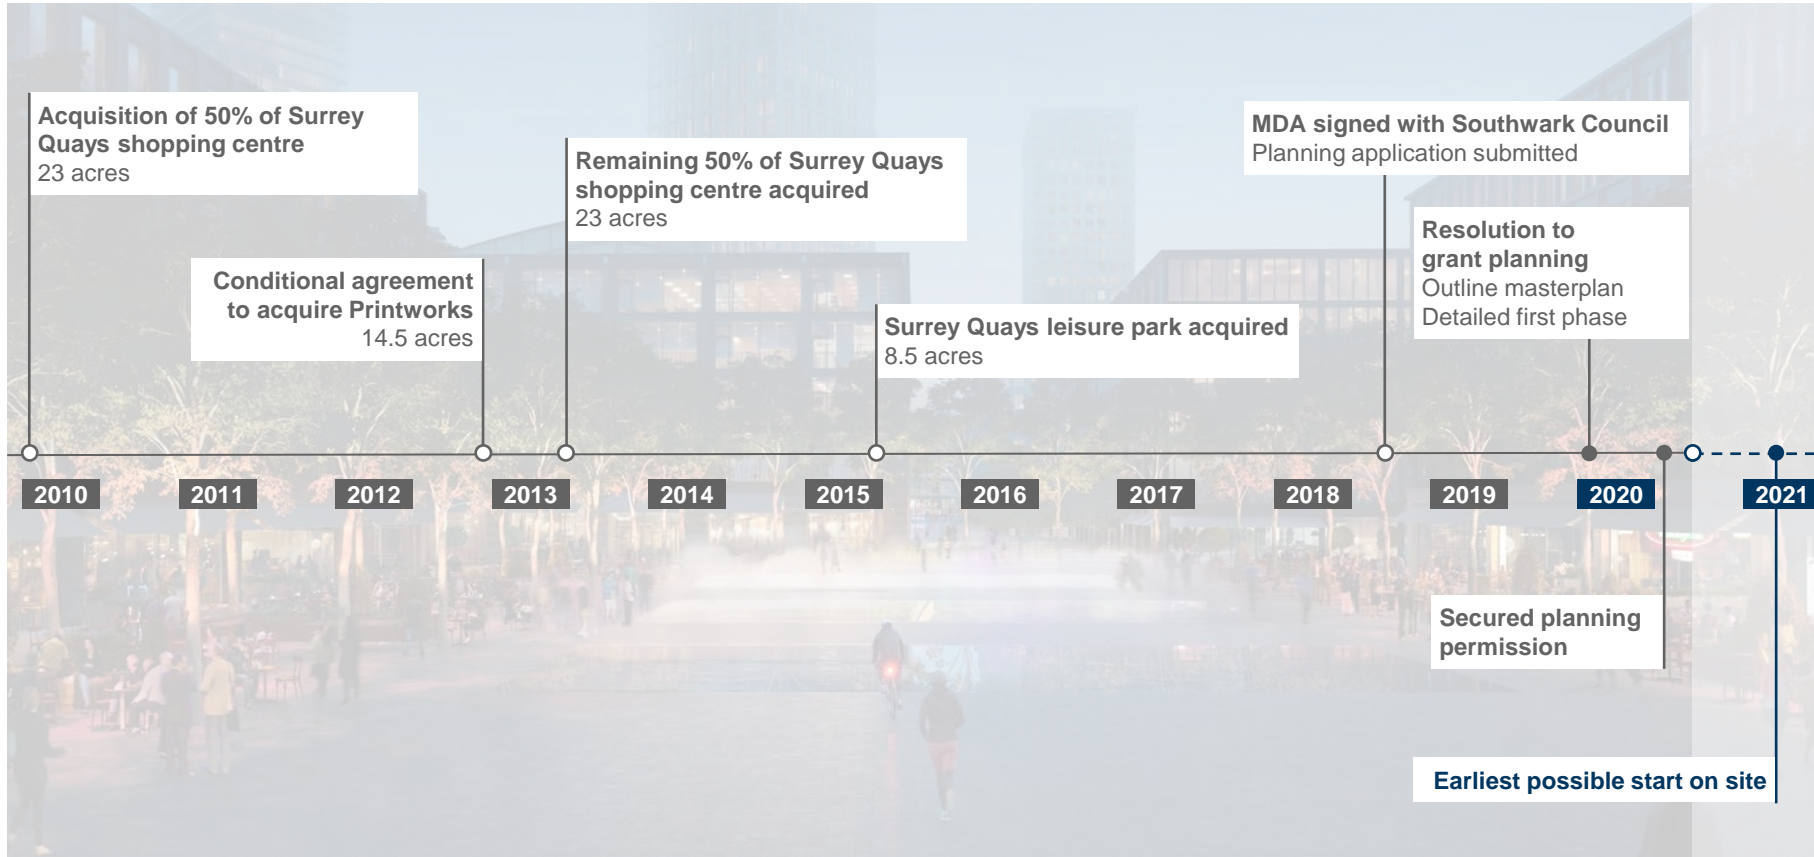 Acquisition of 50% of Surrey
Quays shopping centre
23 acres
Conditional agreement
to acquire Printworks
14.5 acres
Remaining 50% of Surrey Quays
shopping centre acquired
23 acres
Surrey Quays leisure park acquired
8.5 acres
MDA signed with Southwark Council
Planning application submitted
Resolution to
grant planning
Outline masterplan
Detailed first phase
2010 2011 2012 2013 2014 2015 2016 2017 2018 2019 2020 2021
Secured planning
permission
Earliest possible start on site